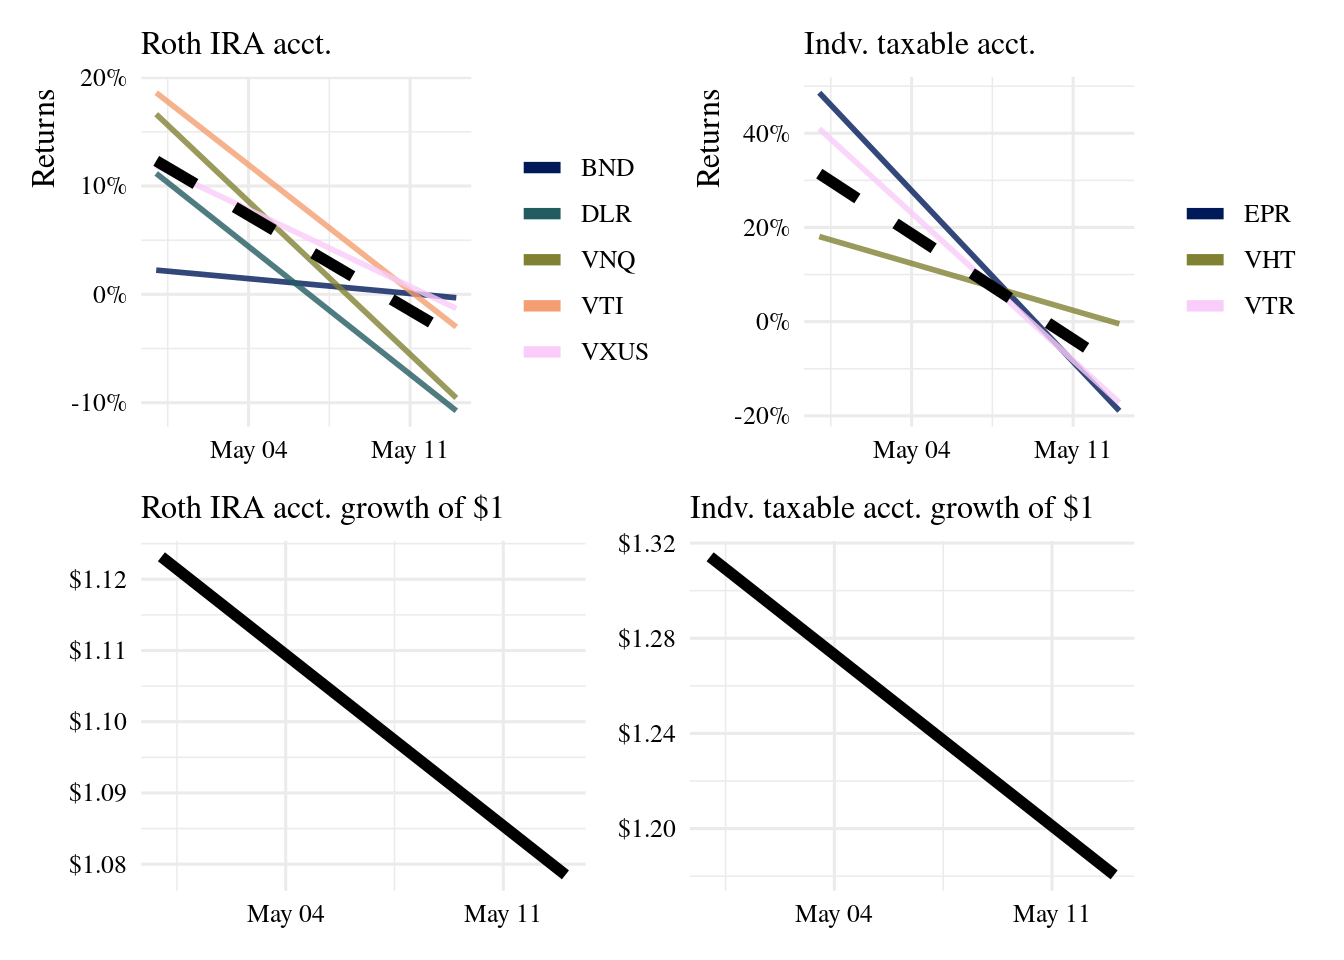 Roth IRA acct.
Returns
20%
10%
0%
-10%
May 04
May 11
BND
DLR
VNQ
VTI
VXUS
Indv. taxable acct.
Returns
40%
20%
0%
-20%
May 04
May 11
EPR
VHT
VTR
Roth IRA acct. growth of $1
$1.12
$1.11
$1.10
$1.09
$1.08
May 04
May 11
Indv. taxable acct. growth of $1
$1.32
$1.28
$1.24
$1.20
May 04
May 11